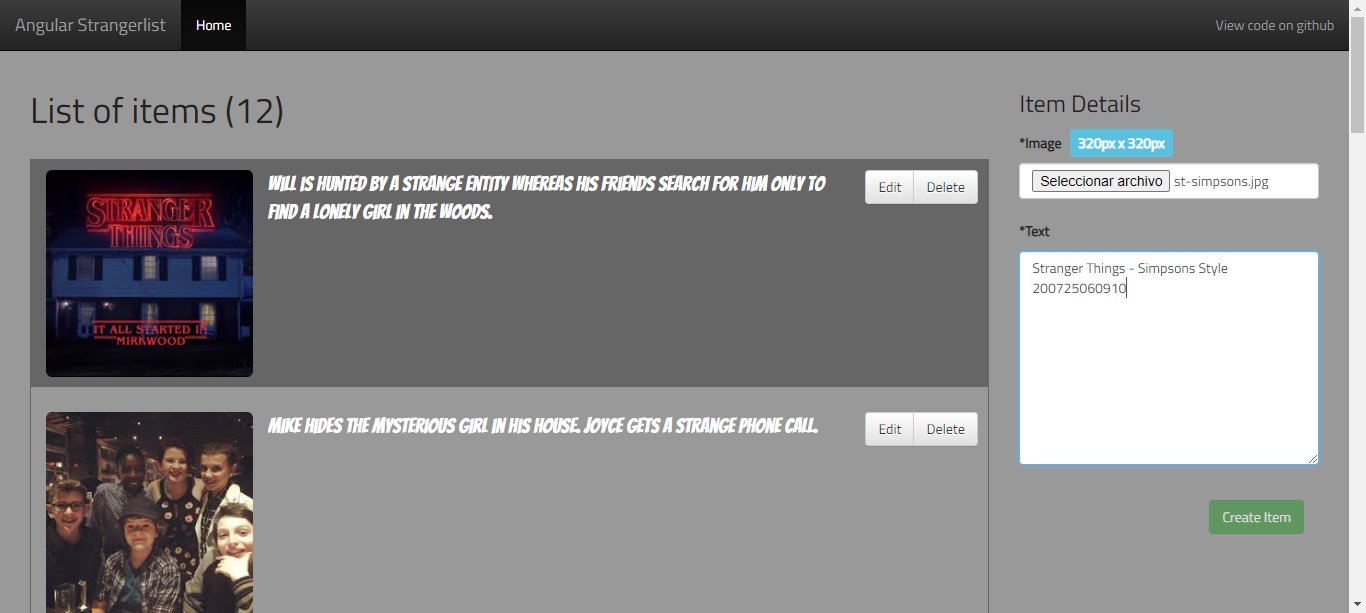 Angular Strangerlist Home View code on github
List of items (12)
STRANGER
THINGS
IT ALL STARTED IN
MIRKWOOD
WILL IS HUNTED BY A STRANGE ENTITY WHEREAS HIS FRIENDS SEARCH FOR HIM ONLY TO
FIND A LONELY GIRL IN THE WOODS.
Edit Delete
MIKE HIDES THE MYSTERIOUS GIRL IN HIS HOUSE. JOYCE GETS A STRANGE PHONE CALL.
Edit Delete
Item Details
*Image 320px x 320px
Seleccionar archivo st-simpsons.jpg
*Text
Stranger Things - Simpsons Style
200725060910
Create Item